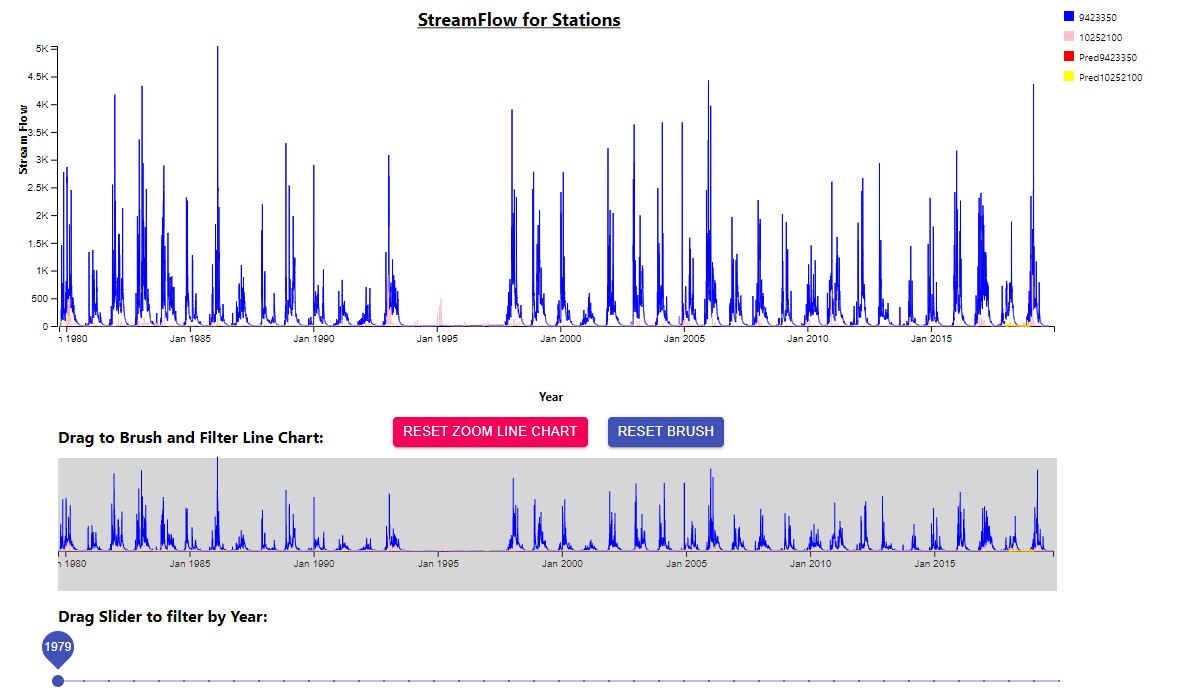 StreamFlow for Stations
9423350
10252100
Pred9423350
Pred10252100
Stream Flow
5K
4.5K
4K
3.5K
3K
2.5K
2K
1.5K
1K
500
0
n 1980
Jan 1985
Jan 1990
Jan 1995
Jan 2000
Jan 2005
Jan 2010
Jan 2015
Year
Drag to Brush and Filter Line Chart:
RESET ZOOM LINE CHART
RESET BRUSH
n 1980
Jan 1985
Jan 1990
Jan 1995
Jan 2000
Jan 2005
Jan 2010
Jan 2015
Drag Slider to filter by Year:
1979